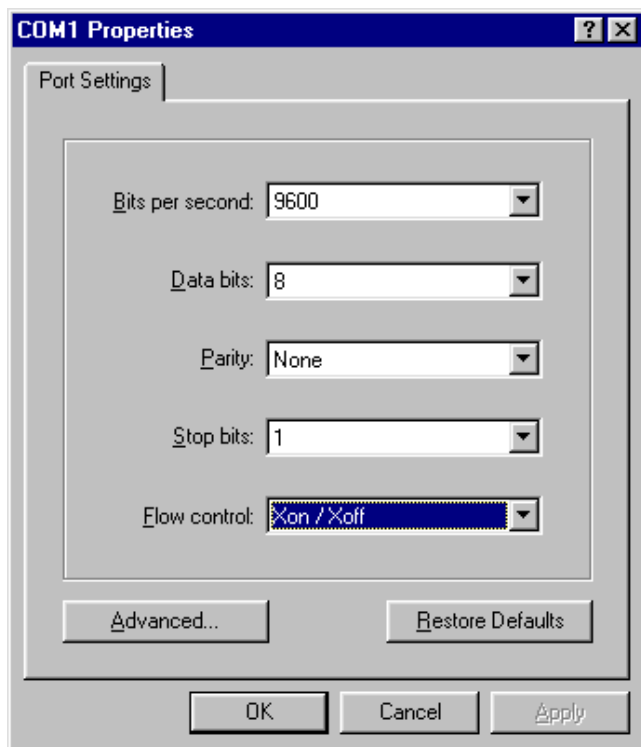 COM1 Properties
Port Settings
Bits per second: 9600
Data bits: 8
Parity: None
Stop bits: 1
Flow control: Xon / Xoff
Advanced... Restore Defaults
OK Cancel Apply